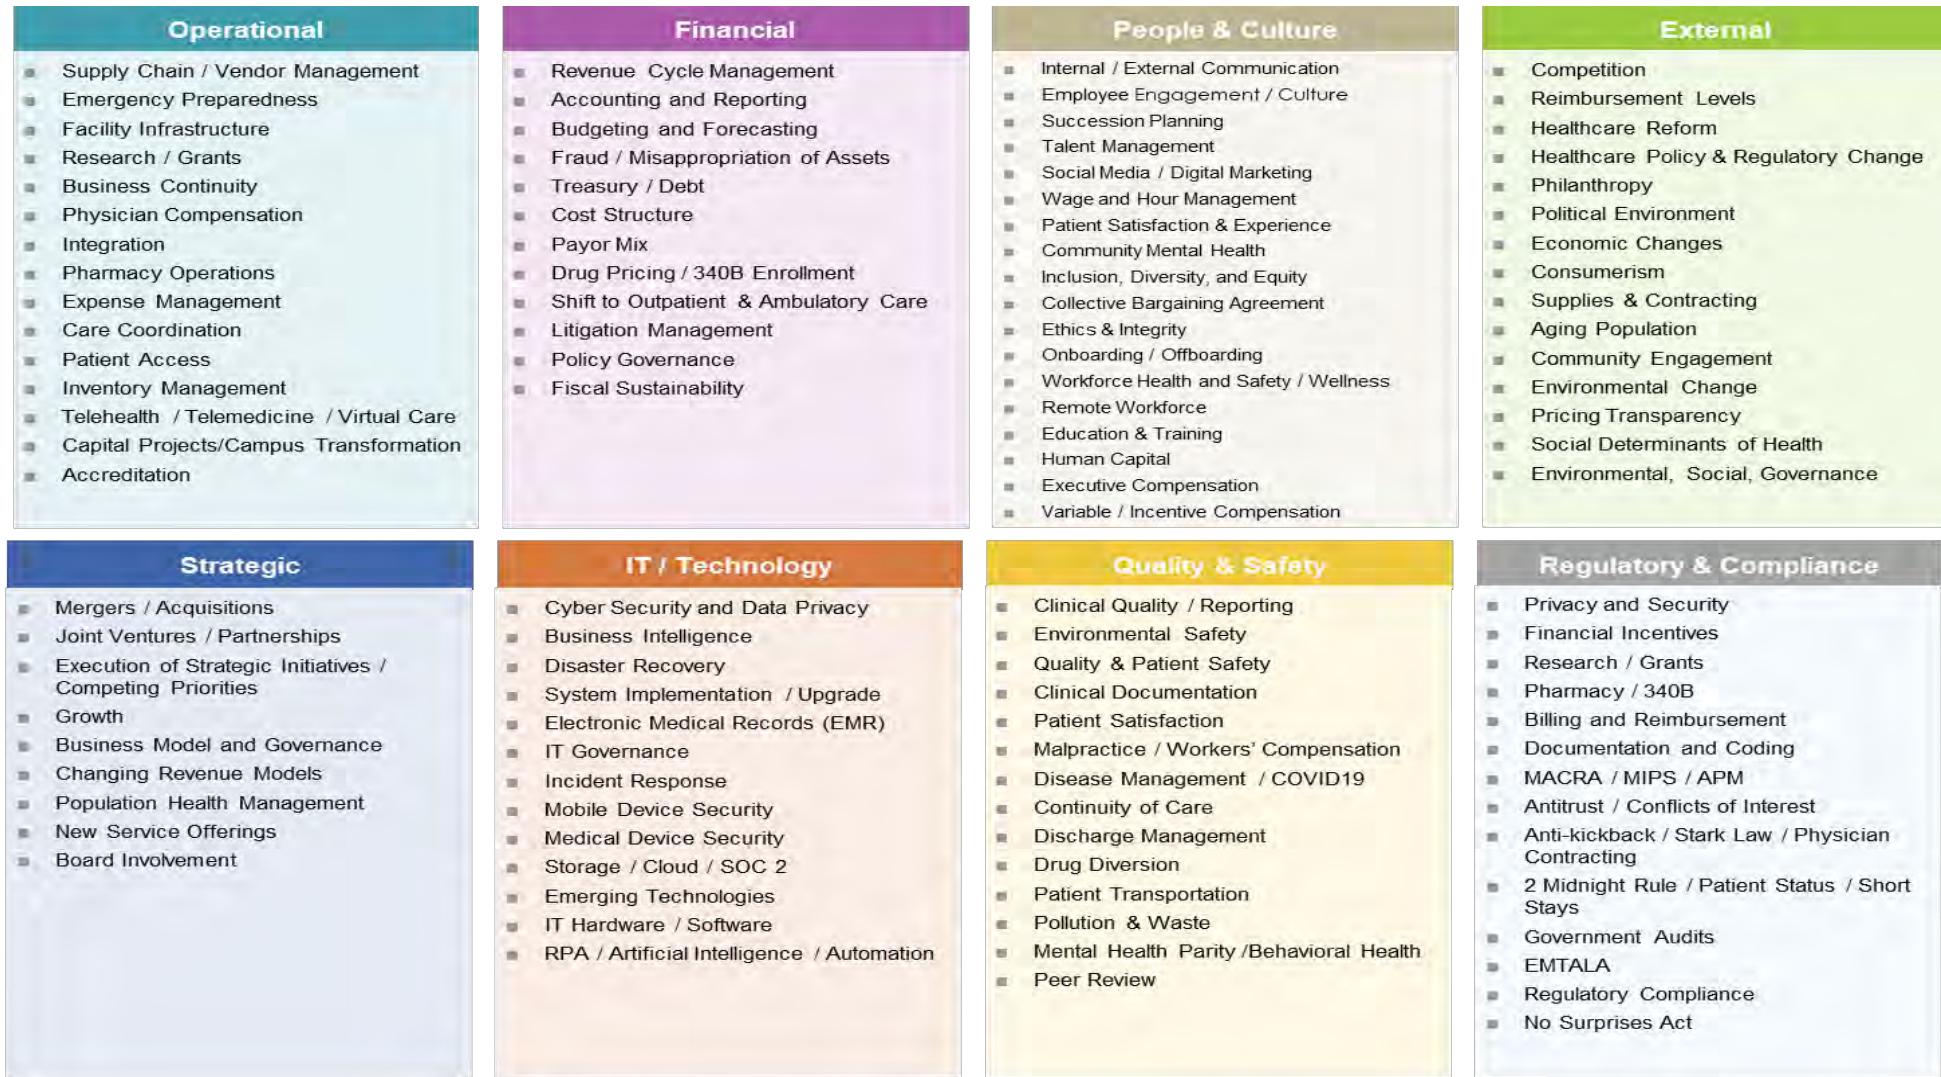 Operational
Supply Chain / Vendor Management
Emergency Preparedness
Facility Infrastructure
Research / Grants
Business Continuity
Physician Compensation
Integration
Pharmacy Operations
Expense Management
Care Coordination
Patient Access
Inventory Management
Telehealth / Telemedicine / Virtual Care
Capital Projects/Campus Transformation
Accreditation
Financial
Revenue Cycle Management
Accounting and Reporting
Budgeting and Forecasting
Fraud / Misappropriation of Assets
Treasury / Debt
Cost Structure
Payor Mix
Drug Pricing / 340B Enrollment
Shift to Outpatient & Ambulatory Care
Litigation Management
Policy Governance
Fiscal Sustainability
People & Culture
Internal / External Communication
Employee Engagement / Culture
Succession Planning
Talent Management
Social Media / Digital Marketing
Wage and Hour Management
Patient Satisfaction & Experience
Community Mental Health
Inclusion, Diversity, and Equity
Collective Bargaining Agreement
Ethics & Integrity
Onboarding / Offboarding
Workforce Health and Safety / Wellness
Remote Workforce
Education & Training
Human Capital
Executive Compensation
Variable / Incentive Compensation
External
Competition
Reimbursement Levels
Healthcare Reform
Healthcare Policy & Regulatory Change
Philanthropy
Political Environment
Economic Changes
Consumerism
Supplies & Contracting
Aging Population
Community Engagement
Environmental Change
Pricing Transparency
Social Determinants of Health
Environmental, Social, Governance
Strategic
Mergers / Acquisitions
Joint Ventures / Partnerships
Execution of Strategic Initiatives /
Competing Priorities
Growth
Business Model and Governance
Changing Revenue Models
Population Health Management
New Service Offerings
Board Involvement
IT / Technology
Cyber Security and Data Privacy
Business Intelligence
Disaster Recovery
System Implementation / Upgrade
Electronic Medical Records (EMR)
IT Governance
Incident Response
Mobile Device Security
Medical Device Security
Storage / Cloud / SOC 2
Emerging Technologies
IT Hardware / Software
RPA / Artificial Intelligence / Automation
Quality & Safety
Clinical Quality / Reporting
Environmental Safety
Quality & Patient Safety
Clinical Documentation
Patient Satisfaction
Malpractice / Workers' Compensation
Disease Management / COVID19
Continuity of Care
Discharge Management
Drug Diversion
Patient Transportation
Pollution & Waste
Mental Health Parity /Behavioral Health
Peer Review
Regulatory & Compliance
Privacy and Security
Financial Incentives
Research / Grants
Pharmacy / 340B
Billing and Reimbursement
Documentation and Coding
MACRA / MIPS / APM
Antitrust / Conflicts of Interest
Anti-kickback / Stark Law / Physician
Contracting
2 Midnight Rule / Patient Status / Short
Stays
Government Audits
EMTALA
Regulatory Compliance
No Surprises Act